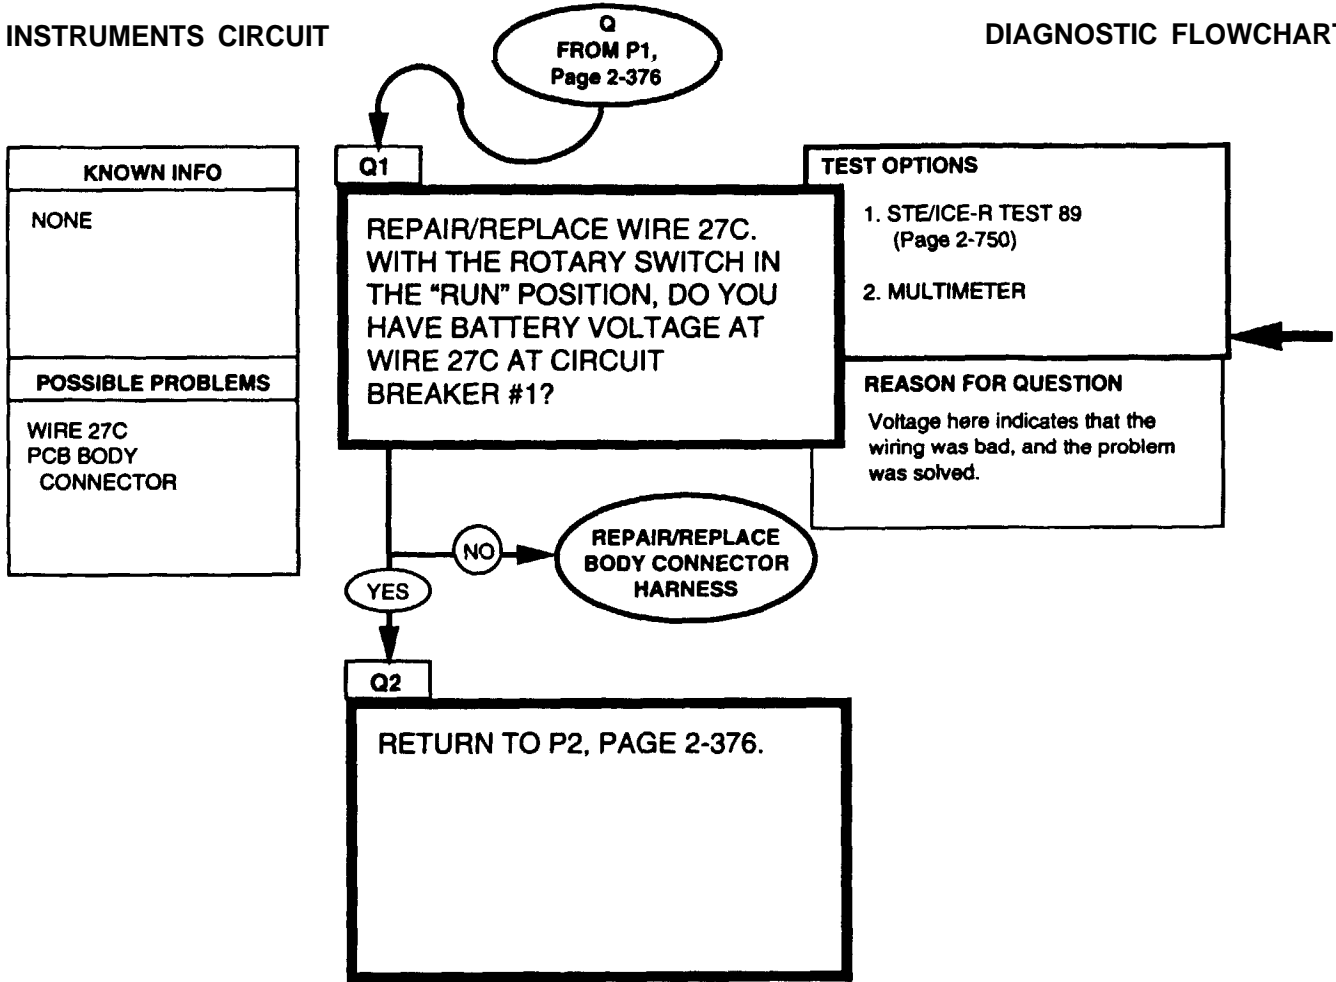 INSTRUMENTS CIRCUIT
DIAGNOSTIC FLOWCHART
Q
FROM P1,
Page 2-376
KNOWN INFO
NONE
POSSIBLE PROBLEMS
WIRE 27C
PCB BODY
CONNECTOR
Q1
REPAIR/REPLACE WIRE 27C.
WITH THE ROTARY SWITCH IN
THE “RUN” POSITION, DO YOU
HAVE BATTERY VOLTAGE AT
WIRE 27C AT CIRCUIT
BREAKER #1?
TEST OPTIONS
1. STE/ICE-R TEST 89
(Page 2-750)
2. MULTIMETER
REASON FOR QUESTION
Voltage here indicates that the
wiring was bad, and the problem
was solved.
NO
REPAIR/REPLACE
BODY CONNECTOR
HARNESS
YES
Q2
RETURN TO P2, PAGE 2-376.